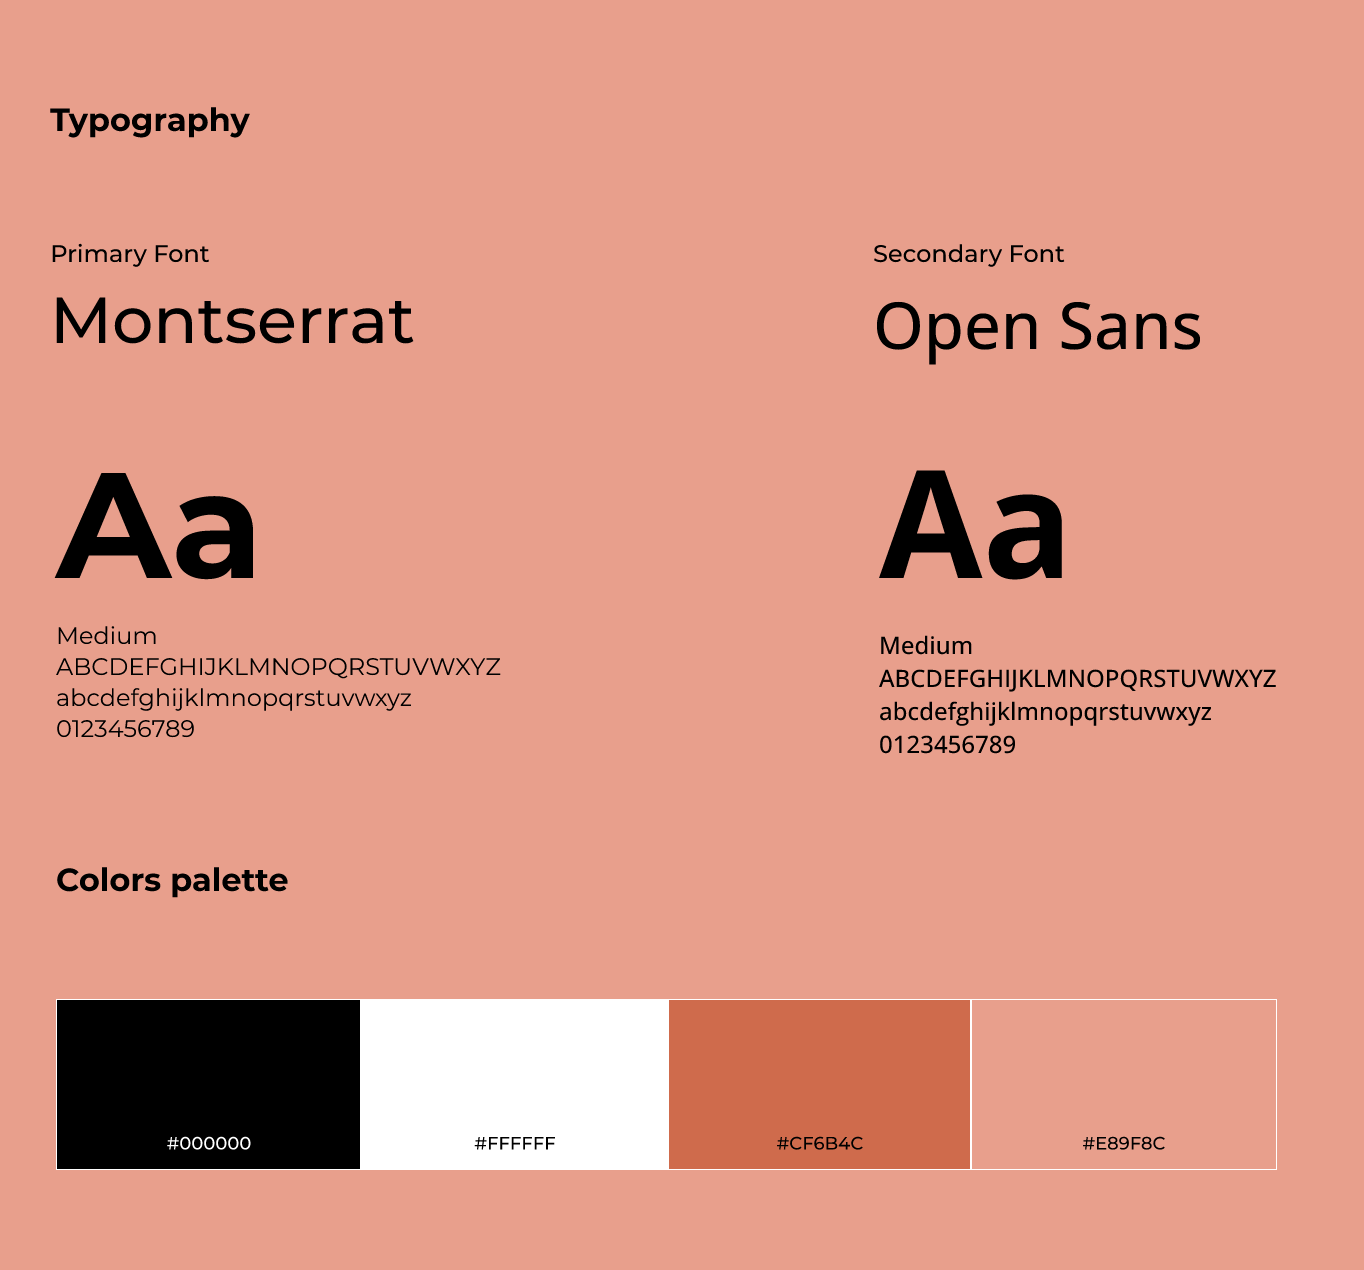 Typography
Primary Font
Montserrat
Aa
Medium
ABCDEFGHIJKLMNOPQRSTUVWXYZ
abcdefghijklmnopqrstuvwxyz
0123456789
Secondary Font
Open Sans
Aa
Medium
ABCDEFGHIJKLMNOPQRSTUVWXYZ
abcdefghijklmnopqrstuvwxyz
0123456789
Colors palette
#000000
#FFFFFF
#CF6B4C
#E89F8C